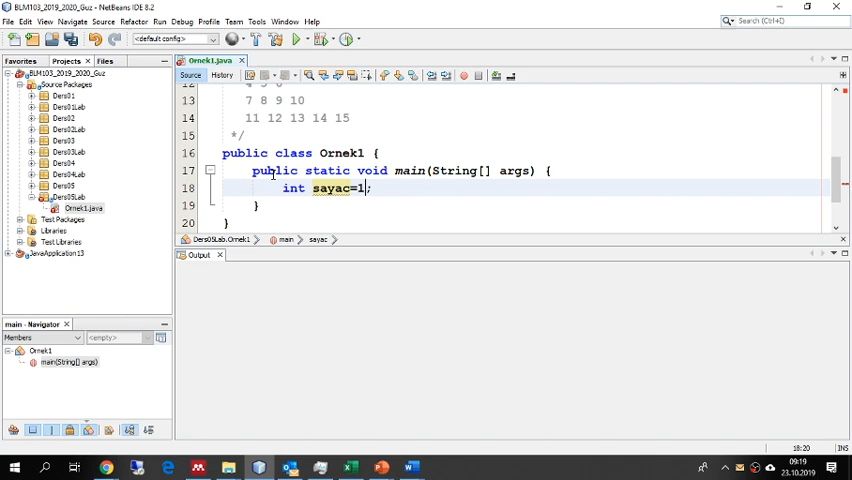 BLM103_2019_2020_Guz - NetBeans IDE 8.2
File Edit View Navigate Source Refactor Run Debug Profile Team Tools Window Help
Search (Ctrl+I)
<default config>
Favorites Projects Files
Ornek1.java
Source History
BLM103_2019_2020_Guz
Source Packages
Ders01
Ders01Lab
Ders02
Ders02Lab
Ders03
Ders03Lab
Ders04
Ders04Lab
Ders05
Ders05Lab
Ornek1.java
Test Packages
Libraries
Test Libraries
JavaApplication13
12 4 5 6
13 7 8 9 10
14 11 12 13 14 15
15 */
16 public class Ornek1 {
17 public static void main(String[] args) {
18 int sayac=1;
19 }
20 }
Ders05Lab.Ornek1 main sayac
Output
main - Navigator
Members <empty>
Ornek1
main(String[] args)
18:20 INS
09:19
23.10.2019